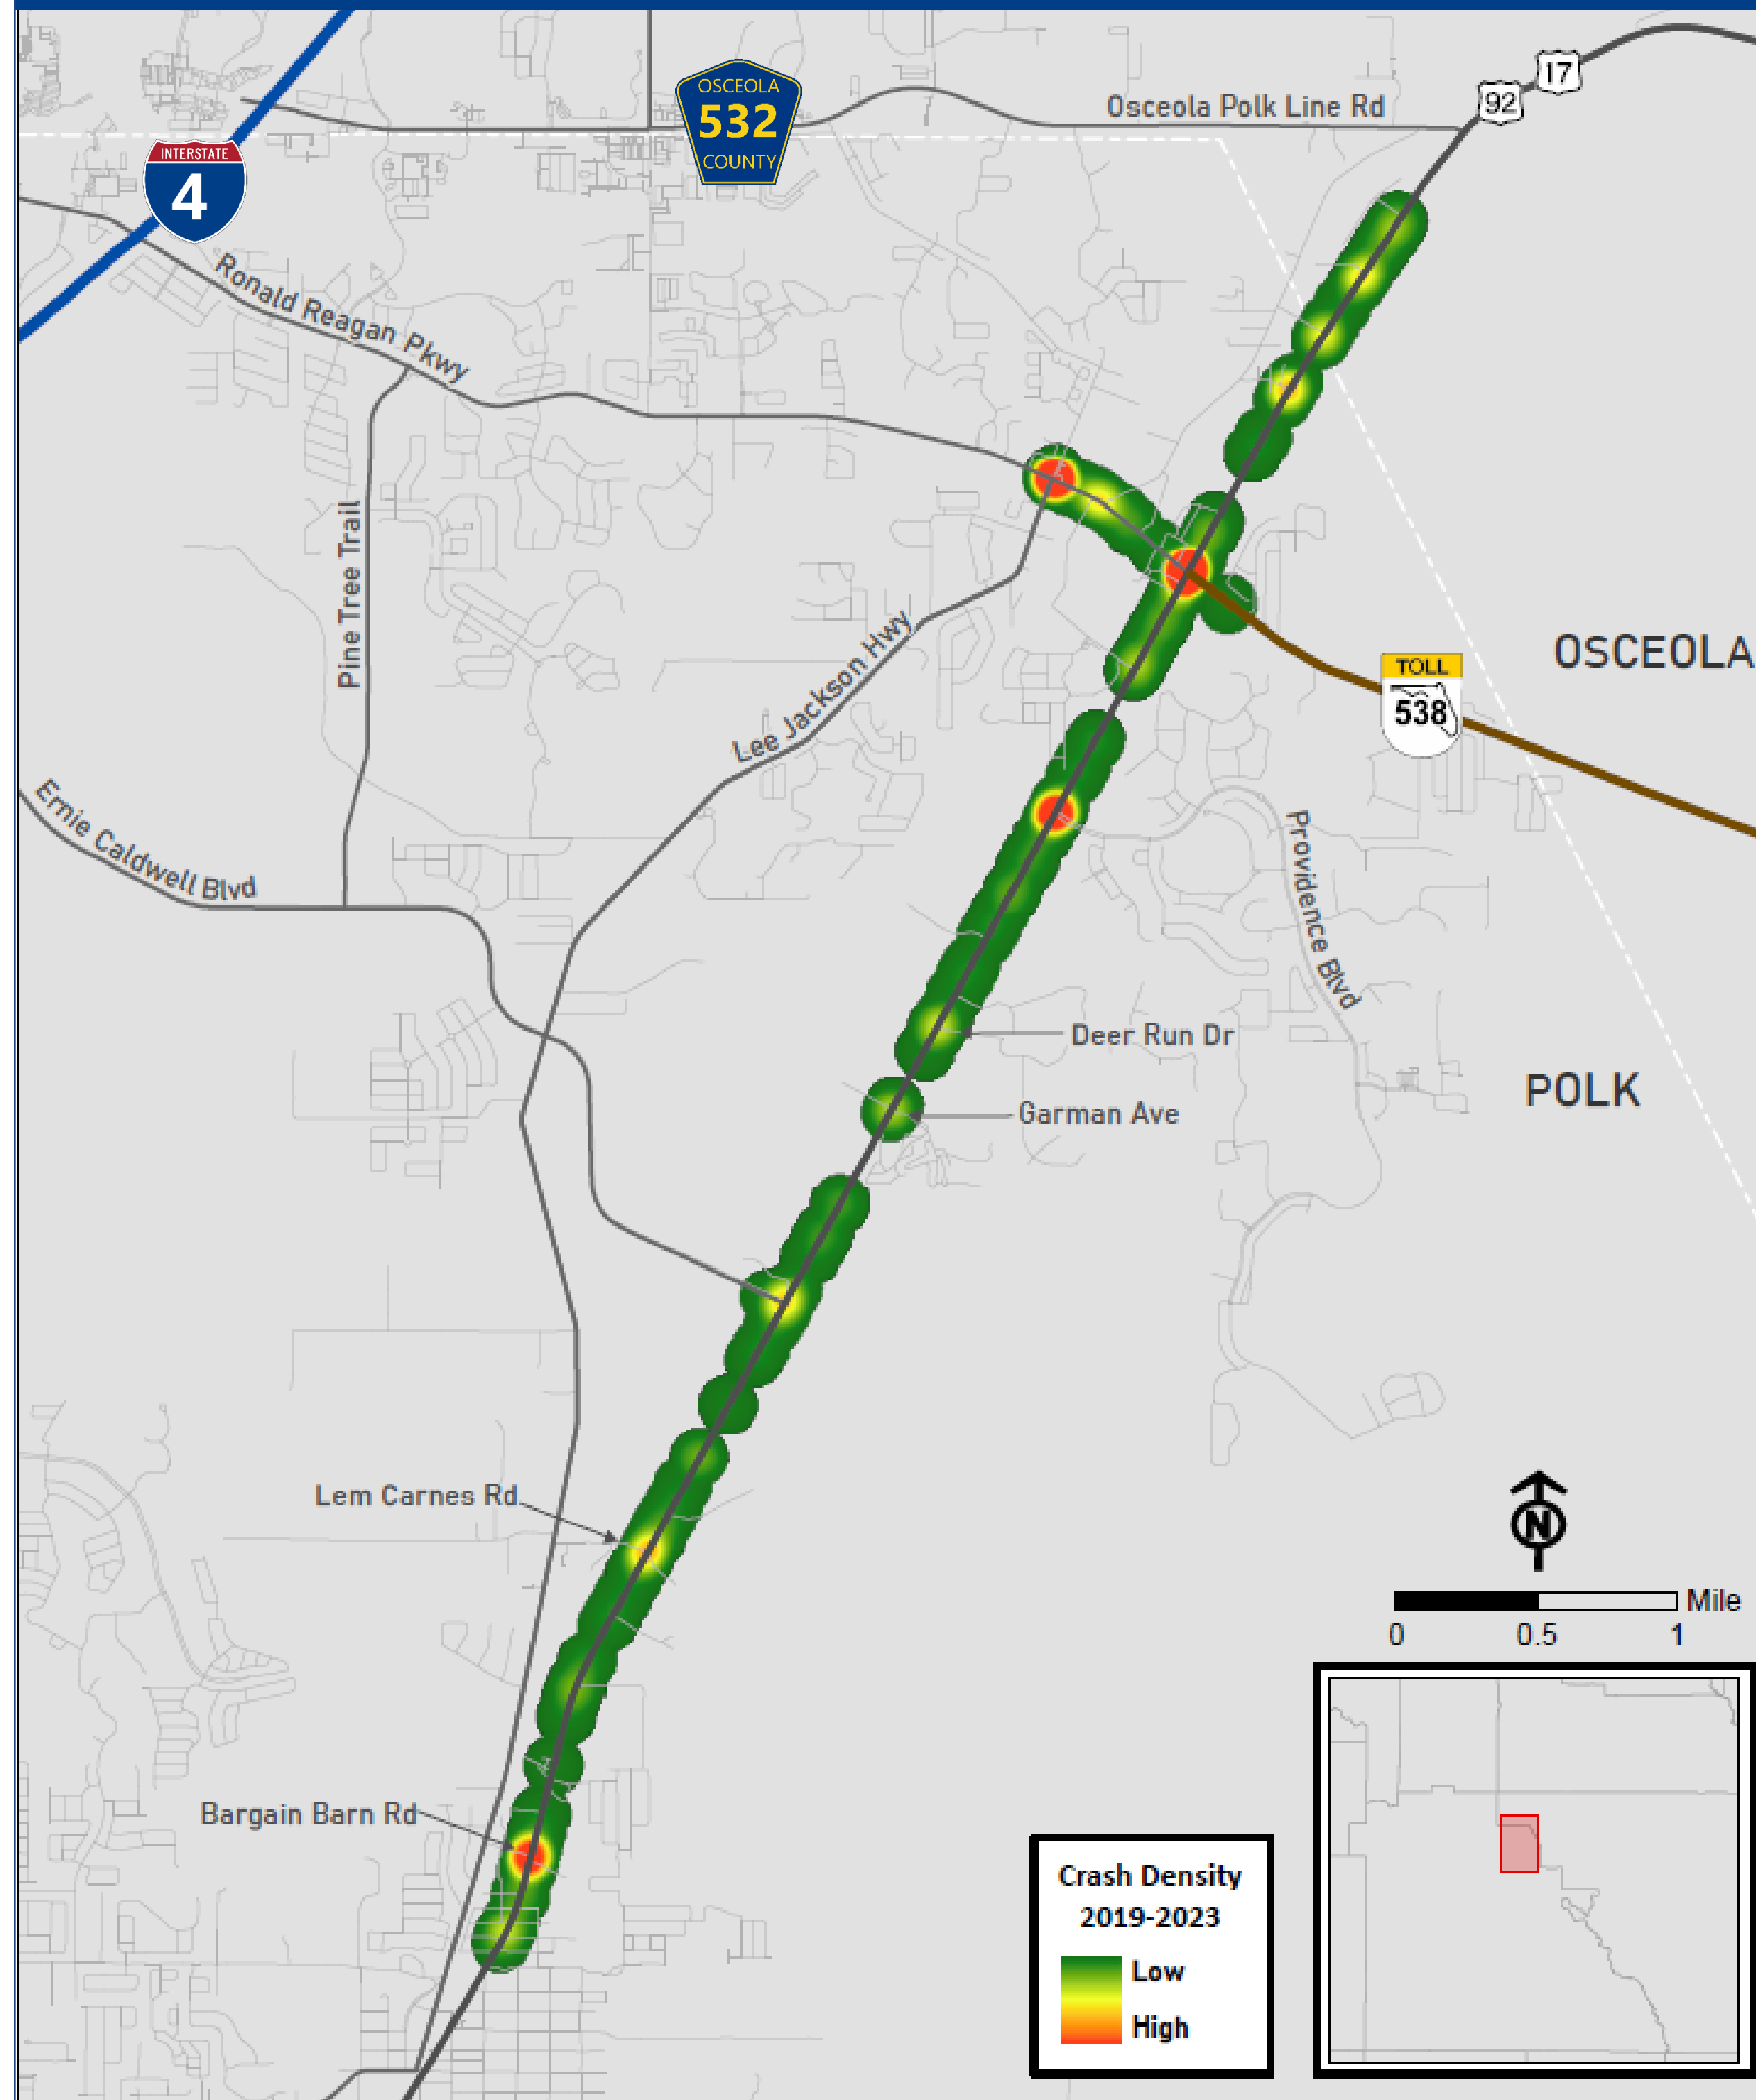 17
92
OSCEOLA
532
COUNTY
Osceola Polk Line Rd
INTERSTATE
4
Ronald Reagan Pkwy
Pine Tree Trail
Lee Jackson Hwy
OSCEOLA
TOLL
538
Ernie Caldwell Blvd
Providence Blvd
Deer Run Dr
POLK
Garman Ave
Lem Carnes Rd
N
Mile
0 0.5 1
Bargain Barn Rd
Crash Density
2019-2023
Low
High